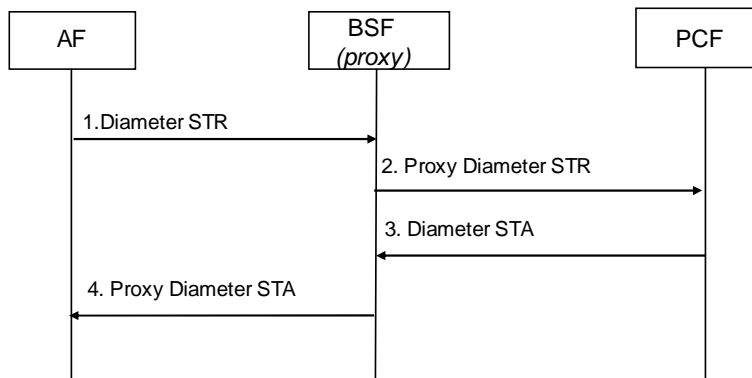 AF
BSF
(proxy)
PCF
1.Diameter STR
2. Proxy Diameter STR
3. Diameter STA
4. Proxy Diameter STA